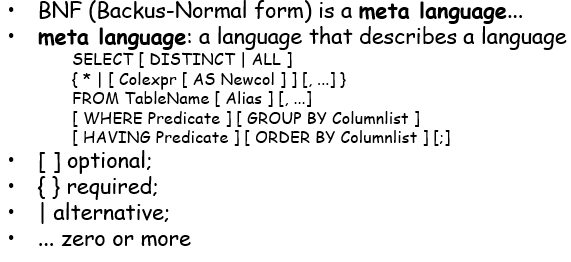 • BNF (Backus-Normal form) is a meta language...
• meta language: a language that describes a language
SELECT [ DISTINCT | ALL ]
{ * | [ Colexpr [ AS Newcol ] ] [, ...] }
FROM TableName [ Alias ] [, ...]
[ WHERE Predicate ] [ GROUP BY Columnlist ]
[ HAVING Predicate ] [ ORDER BY Columnlist ] [;]
• [ ] optional;
• { } required;
• | alternative;
• ... zero or more